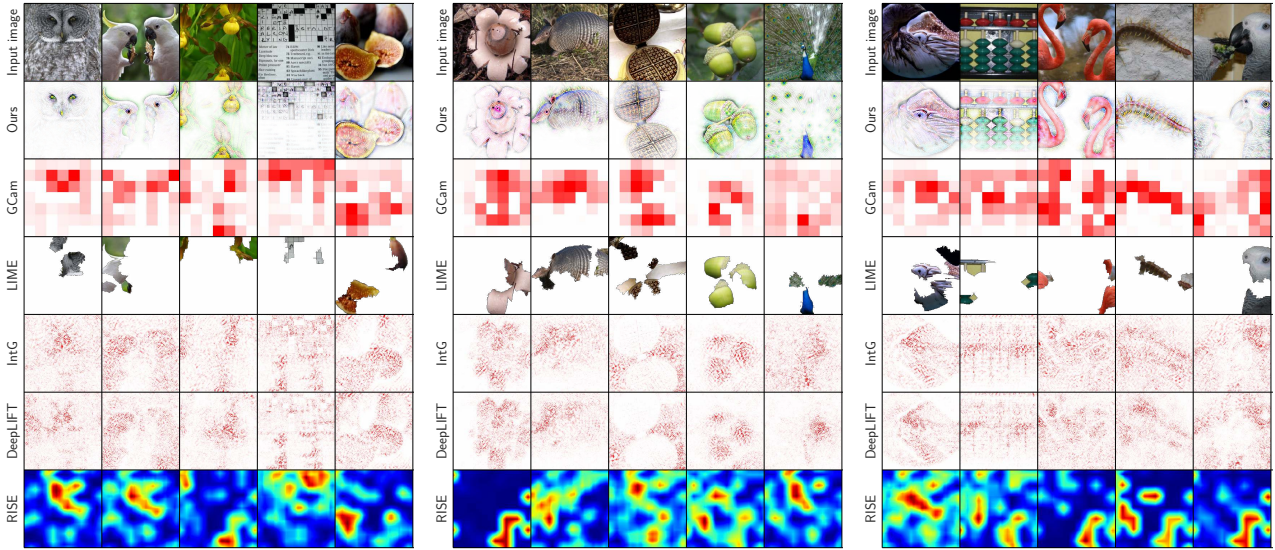 Input image
Ours
GCam
LIME
IntG
DeepLIFT
RISE
Input image
Ours
GCam
LIME
IntG
DeepLIFT
RISE
Input image
Ours
GCam
LIME
IntG
DeepLIFT
RISE